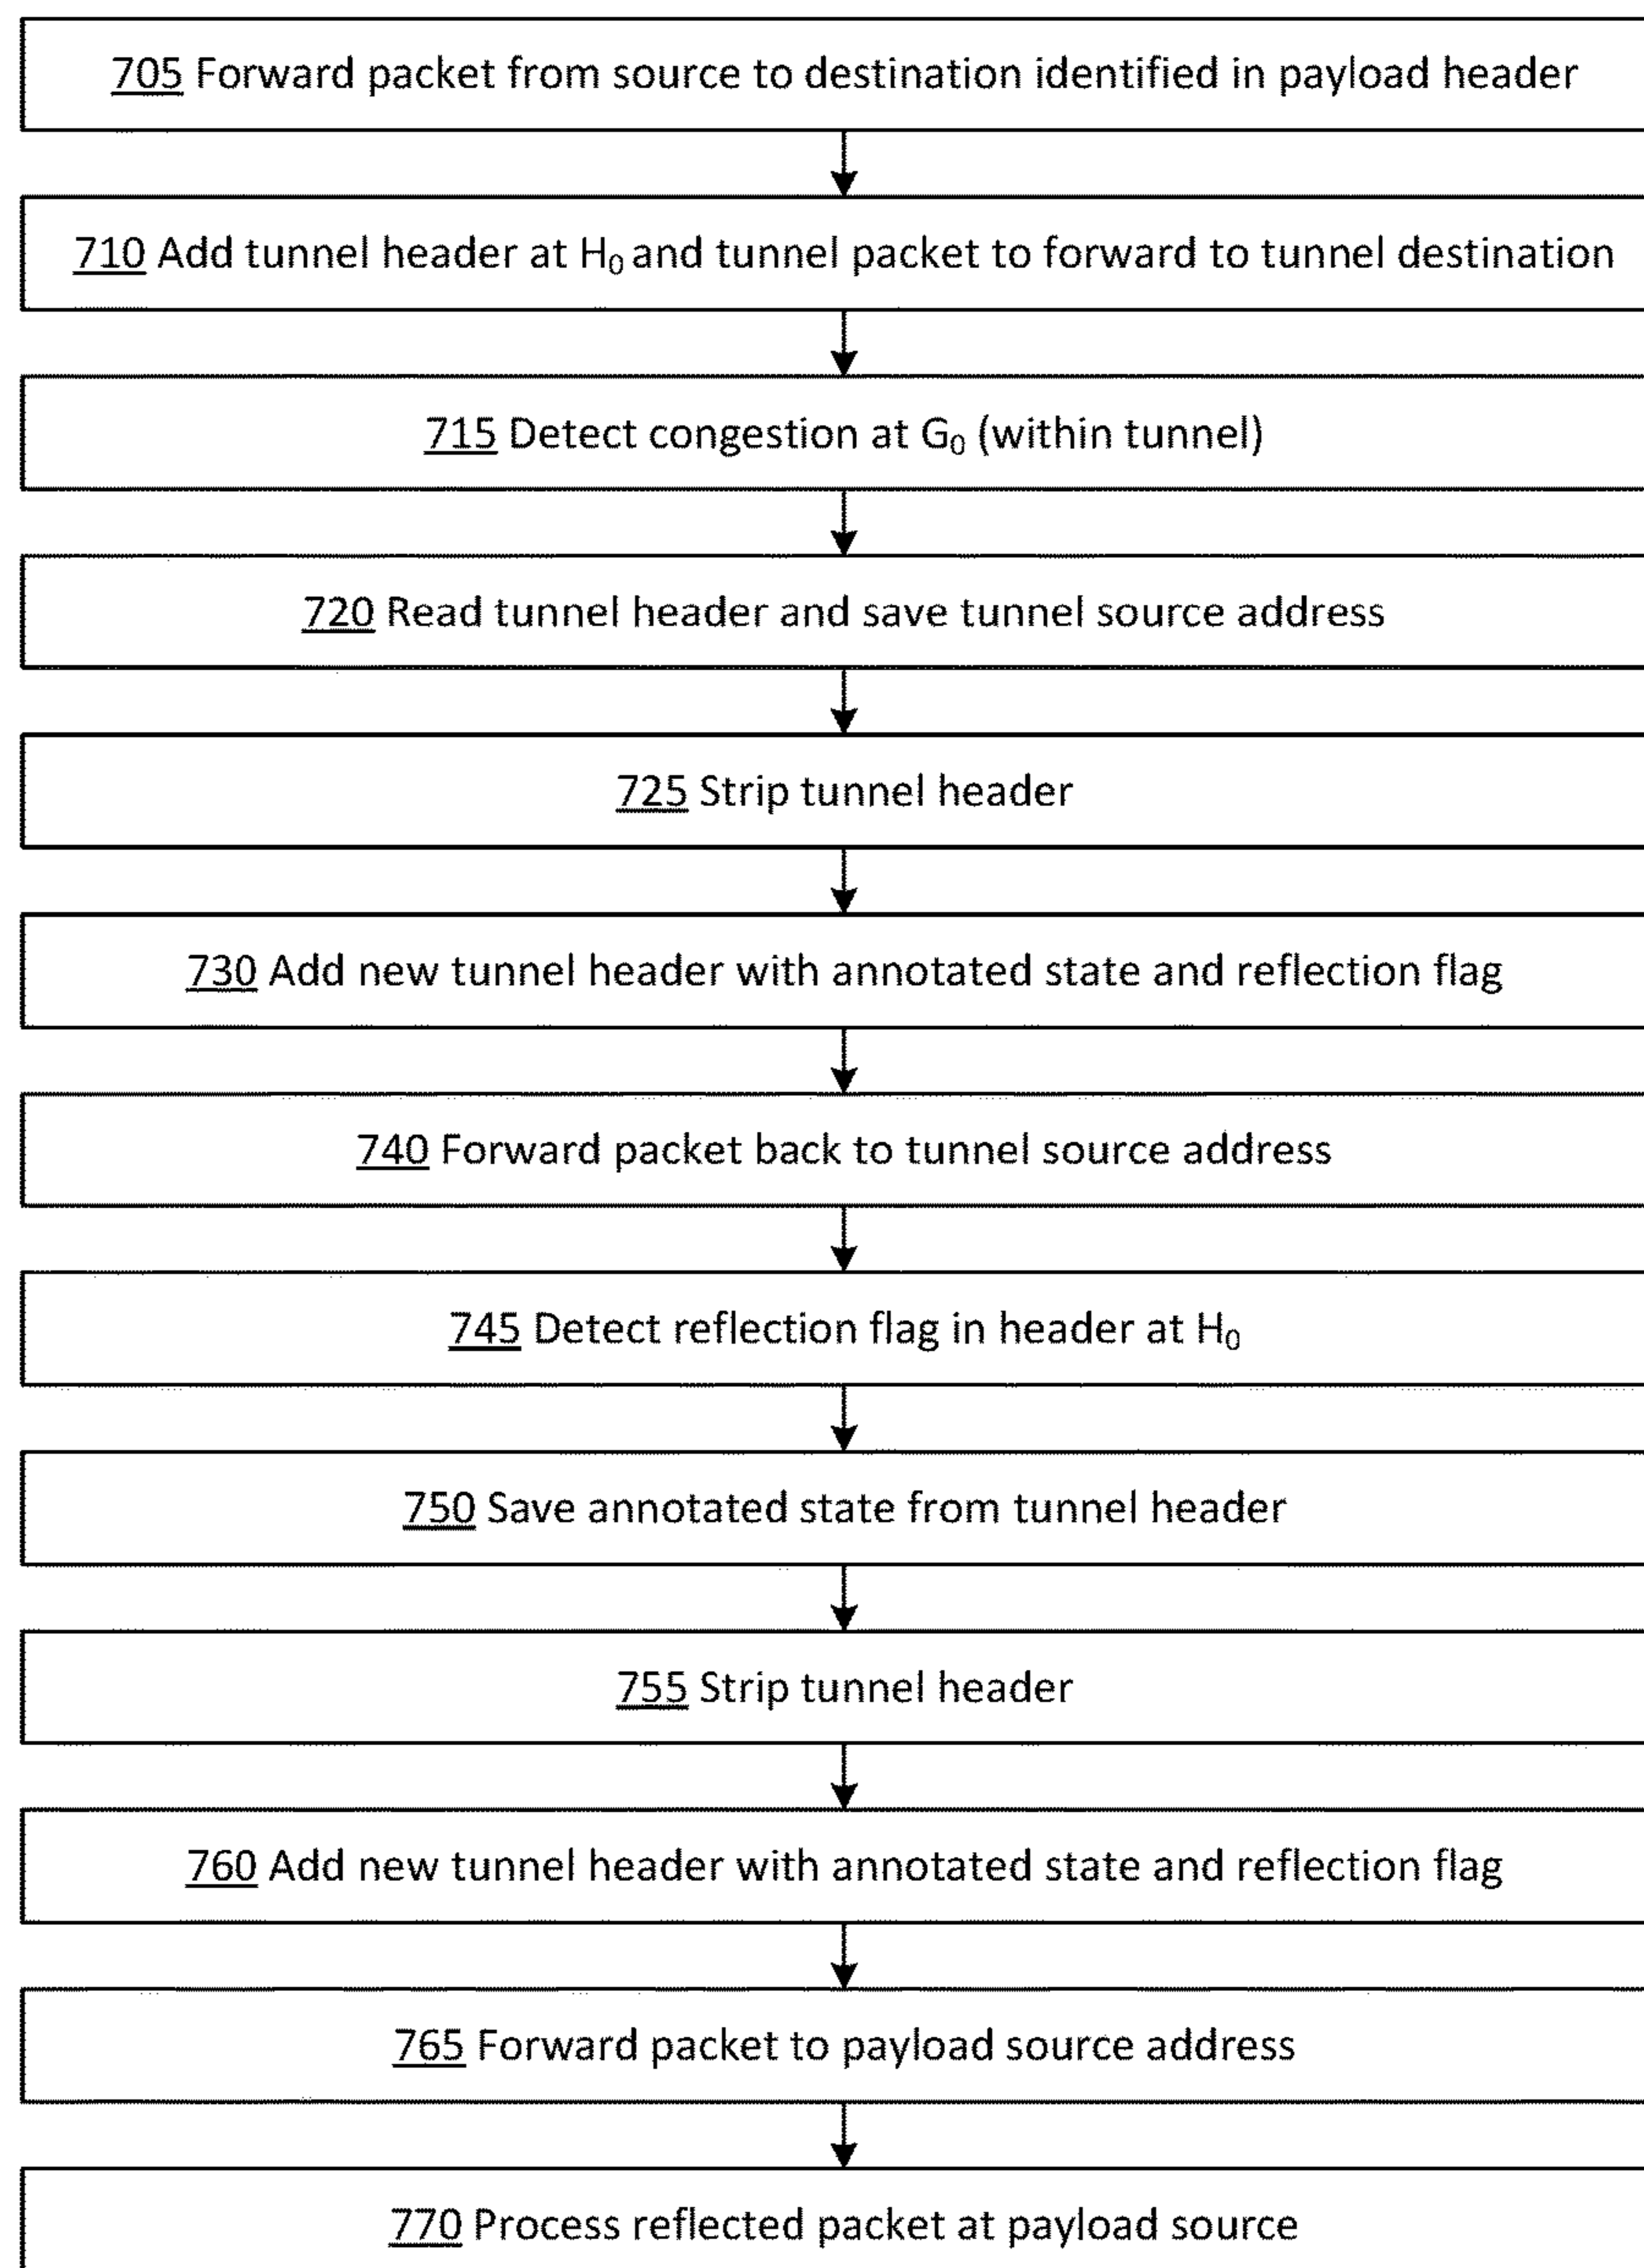 705 Forward packet from source to destination identified in payload header
710 Add tunnel header at H₀ and tunnel packet to forward to tunnel destination
715 Detect congestion at G₀ (within tunnel)
720 Read tunnel header and save tunnel source address
725 Strip tunnel header
730 Add new tunnel header with annotated state and reflection flag
740 Forward packet back to tunnel source address
745 Detect reflection flag in header at H₀
750 Save annotated state from tunnel header
755 Strip tunnel header
760 Add new tunnel header with annotated state and reflection flag
765 Forward packet to payload source address
770 Process reflected packet at payload source